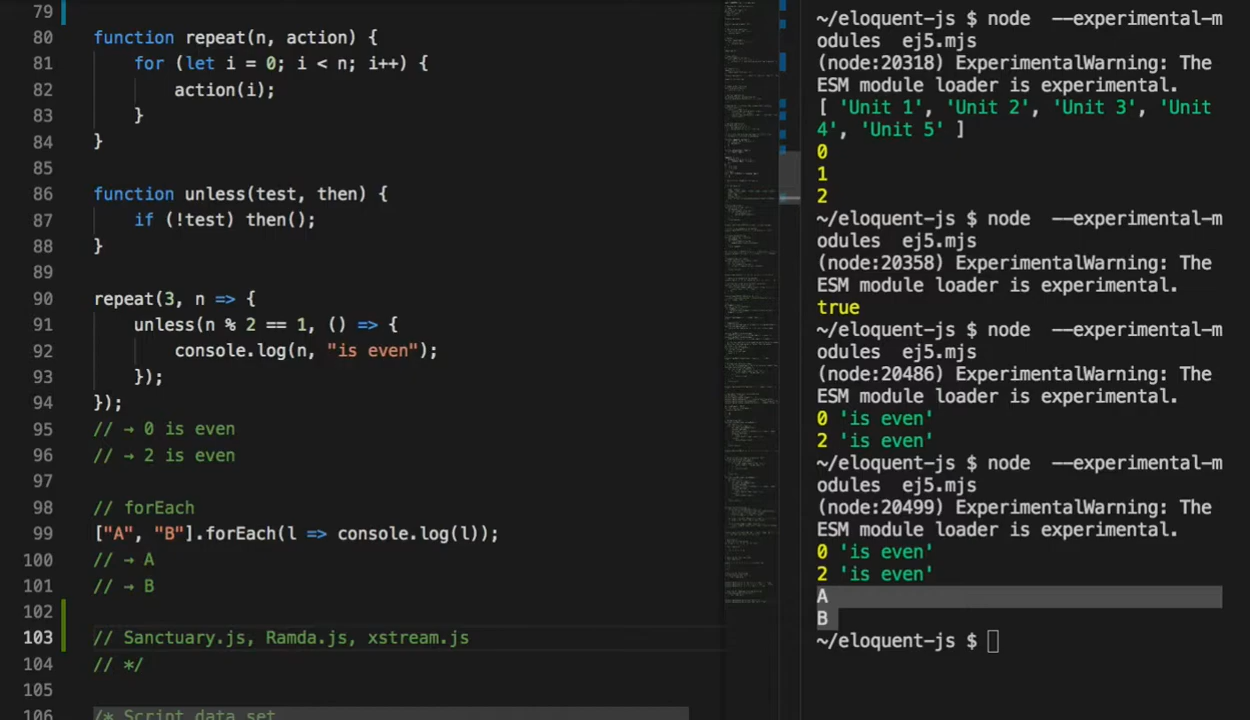 79
80 function repeat(n, action) {
81 for (let i = 0; i < n; i++) {
82 action(i);
83 }
84 }
85
86 function unless(test, then) {
87 if (!test) then();
88 }
89
90 repeat(3, n => {
91 unless(n % 2 == 1, () => {
92 console.log(n, "is even");
93 });
94 });
95 // → 0 is even
96 // → 2 is even
97
98 // forEach
99 ["A", "B"].forEach(l => console.log(l));
100 // → A
101 // → B
102
103 // Sanctuary.js, Ramda.js, xstream.js
104 // */
105
106 /* Script data set
~/eloquent-js $ node --experimental-m
odules ej5.mjs
(node:20318) ExperimentalWarning: The
ESM module loader is experimental.
[ 'Unit 1', 'Unit 2', 'Unit 3', 'Unit
4', 'Unit 5' ]
0
1
2
~/eloquent-js $ node --experimental-m
odules ej5.mjs
(node:20358) ExperimentalWarning: The
ESM module loader is experimental.
true
~/eloquent-js $ node --experimental-m
odules ej5.mjs
(node:20486) ExperimentalWarning: The
ESM module loader is experimental.
0 'is even'
2 'is even'
~/eloquent-js $ node --experimental-m
odules ej5.mjs
(node:20499) ExperimentalWarning: The
ESM module loader is experimental.
0 'is even'
2 'is even'
A
B
~/eloquent-js $